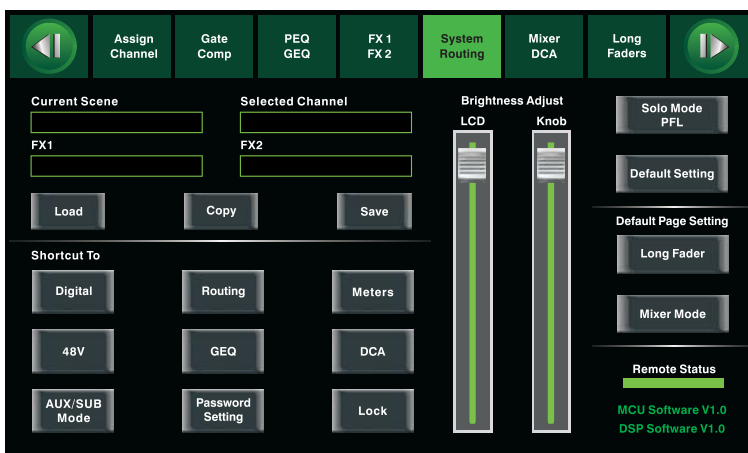 Assign
Channel
Gate
Comp
PEQ
GEQ
FX 1
FX 2
System
Routing
Mixer
DCA
Long
Faders
Current Scene
Selected Channel
FX1
FX2
Load
Copy
Save
Shortcut To
Digital
Routing
Meters
48V
GEQ
DCA
AUX/SUB
Mode
Password
Setting
Lock
Brightness Adjust
LCD
Knob
Solo Mode
PFL
Default Setting
Default Page Setting
Long Fader
Mixer Mode
Remote Status
MCU Software V1.0
DSP Software V1.0